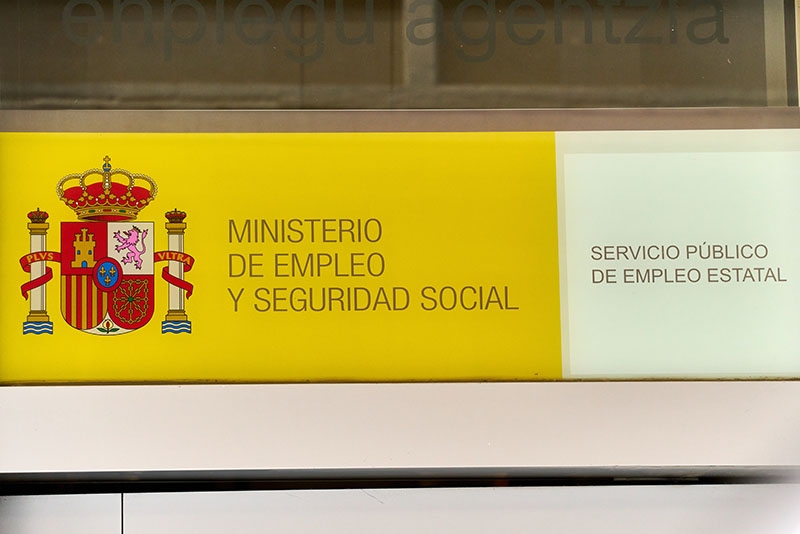 enplegu agentzia
MINISTERIO
DE EMPLEO
Y SEGURIDAD SOCIAL
PLVS VLTRA
SERVICIO PÚBLICO
DE EMPLEO ESTATAL